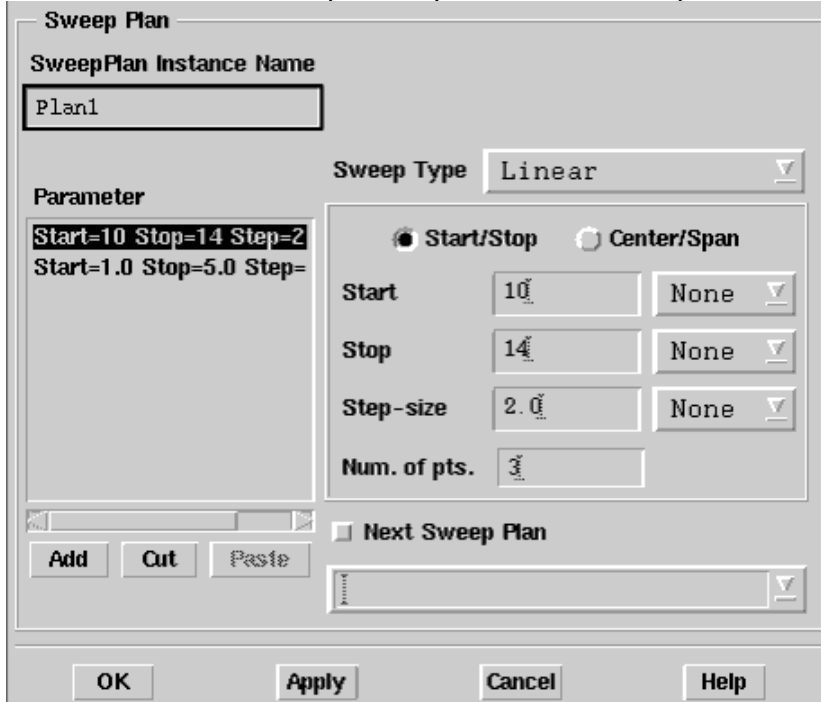 Sweep Plan
SweepPlan Instance Name
Plan1
Sweep Type Linear
Parameter
Start=10 Stop=14 Step=2
Start=1.0 Stop=5.0 Step=
Start/Stop Center/Span
Start 10 None
Stop 14 None
Step-size 2.0 None
Num. of pts. 3
Next Sweep Plan
Add Cut Paste
OK Apply Cancel Help